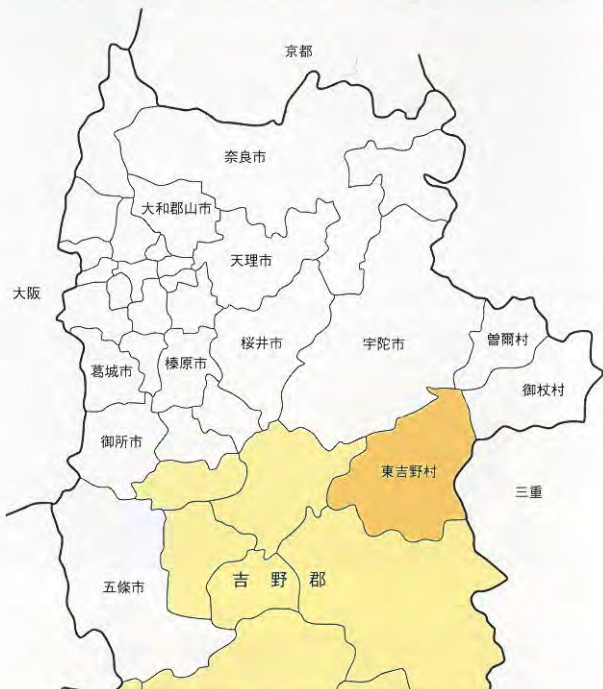 京都
奈良市
大和郡山市
天理市
大阪
桜井市
宇陀市
曽爾村
葛城市
榛原市
御杖村
御所市
東吉野村
三重
五條市
吉野郡